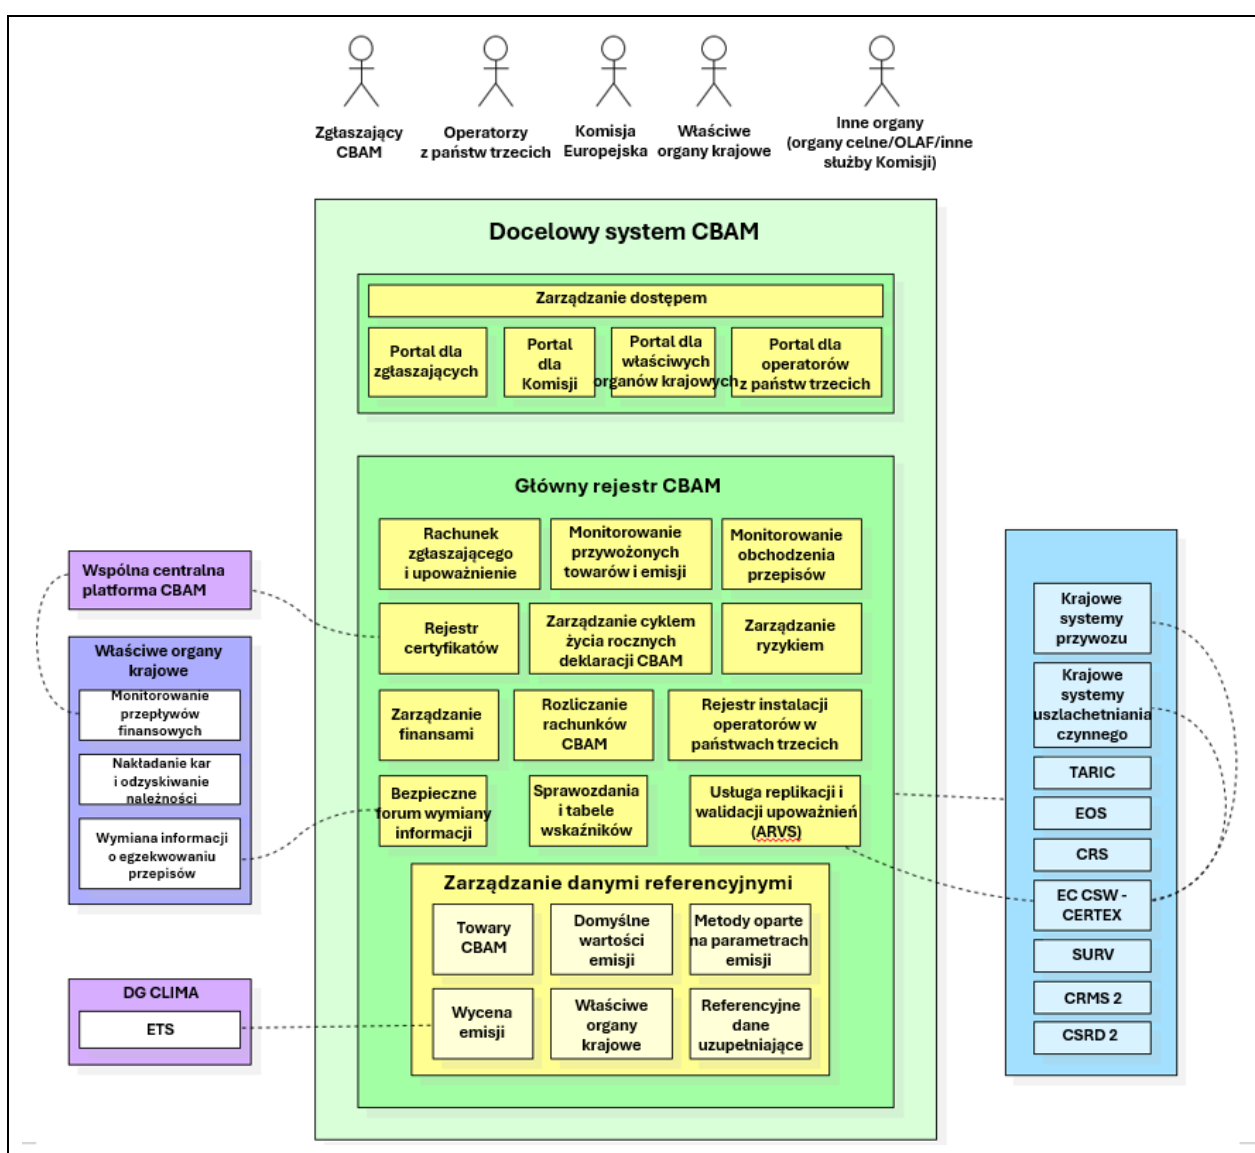 Zgłaszający
CBAM
Operatorzy
z państw trzecich
Komisja
Europejska
Właściwe
organy krajowe
Inne organy
(organy celne/OLAF/inne
służby Komisji)
Docelowy system CBAM
Zarządzanie dostępem
Portal dla
zgłaszających
Portal
dla
Komisji
Portal dla
właściwych
organów krajowych
Portal dla
operatorów
z państw trzecich
Główny rejestr CBAM
Rachunek
zgłaszającego
i upoważnienie
Monitorowanie
przywożonych
towarów i emisji
Monitorowanie
obchodzenia
przepisów
Rejestr
certyfikatów
Zarządzanie cyklem
życia rocznych
deklaracji CBAM
Zarządzanie
ryzykiem
Zarządzanie
finansami
Rozliczanie
rachunków
CBAM
Rejestr instalacji
operatorów w
państwach trzecich
Bezpieczne
forum wymiany
informacji
Sprawozdania
i tabele
wskaźników
Usługa replikacji i
walidacji upoważnień
(ARVS)
Zarządzanie danymi referencyjnymi
Towary
CBAM
Domyślne
wartości
emisji
Metody oparte
na parametrach
emisji
Wycena
emisji
Właściwe
organy
krajowe
Referencyjne
dane
uzupełniające
Wspólna centralna
platforma CBAM
Właściwe organy
krajowe
Monitorowanie
przepływów
finansowych
Nakładanie kar
i odzyskiwanie
należności
Wymiana informacji
o egzekwowaniu
przepisów
DG CLIMA
ETS
Krajowe
systemy
przywozu
Krajowe
systemy
uszlachetniania
czynnego
TARIC
EOS
CRS
EC CSW -
CERTEX
SURV
CRMS 2
CSRD 2